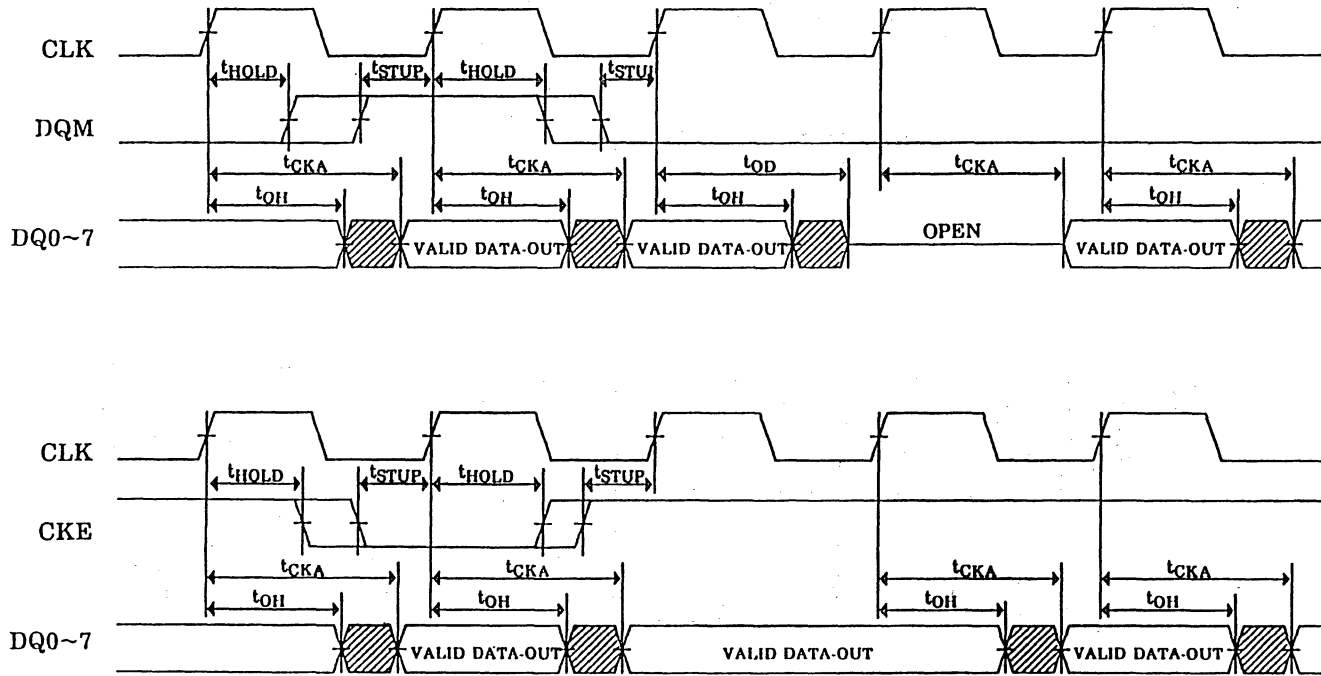 CLK
tHOLD tSTUP tHOLD tSTUI
DQM
tCKA tCKA tOD tCKA tCKA
tOH tOH tOH tOH
DQ0~7 VALID DATA-OUT VALID DATA-OUT OPEN VALID DATA-OUT
CLK
tHOLD tSTUP tHOLD tSTUP
CKE
tCKA tCKA tCKA tCKA
tOH tOH tOH tOH
DQ0~7 VALID DATA-OUT VALID DATA-OUT VALID DATA-OUT